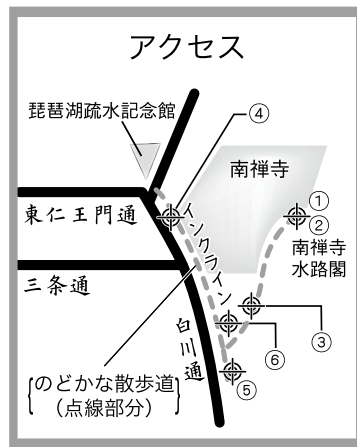 アクセス
琵琶湖疏水記念館
④
南禅寺
①
②
東仁王門通
インクライン
南禅寺
水路閣
三条通
白川通
③
⑥
のどかな散歩道
（点線部分）
⑤